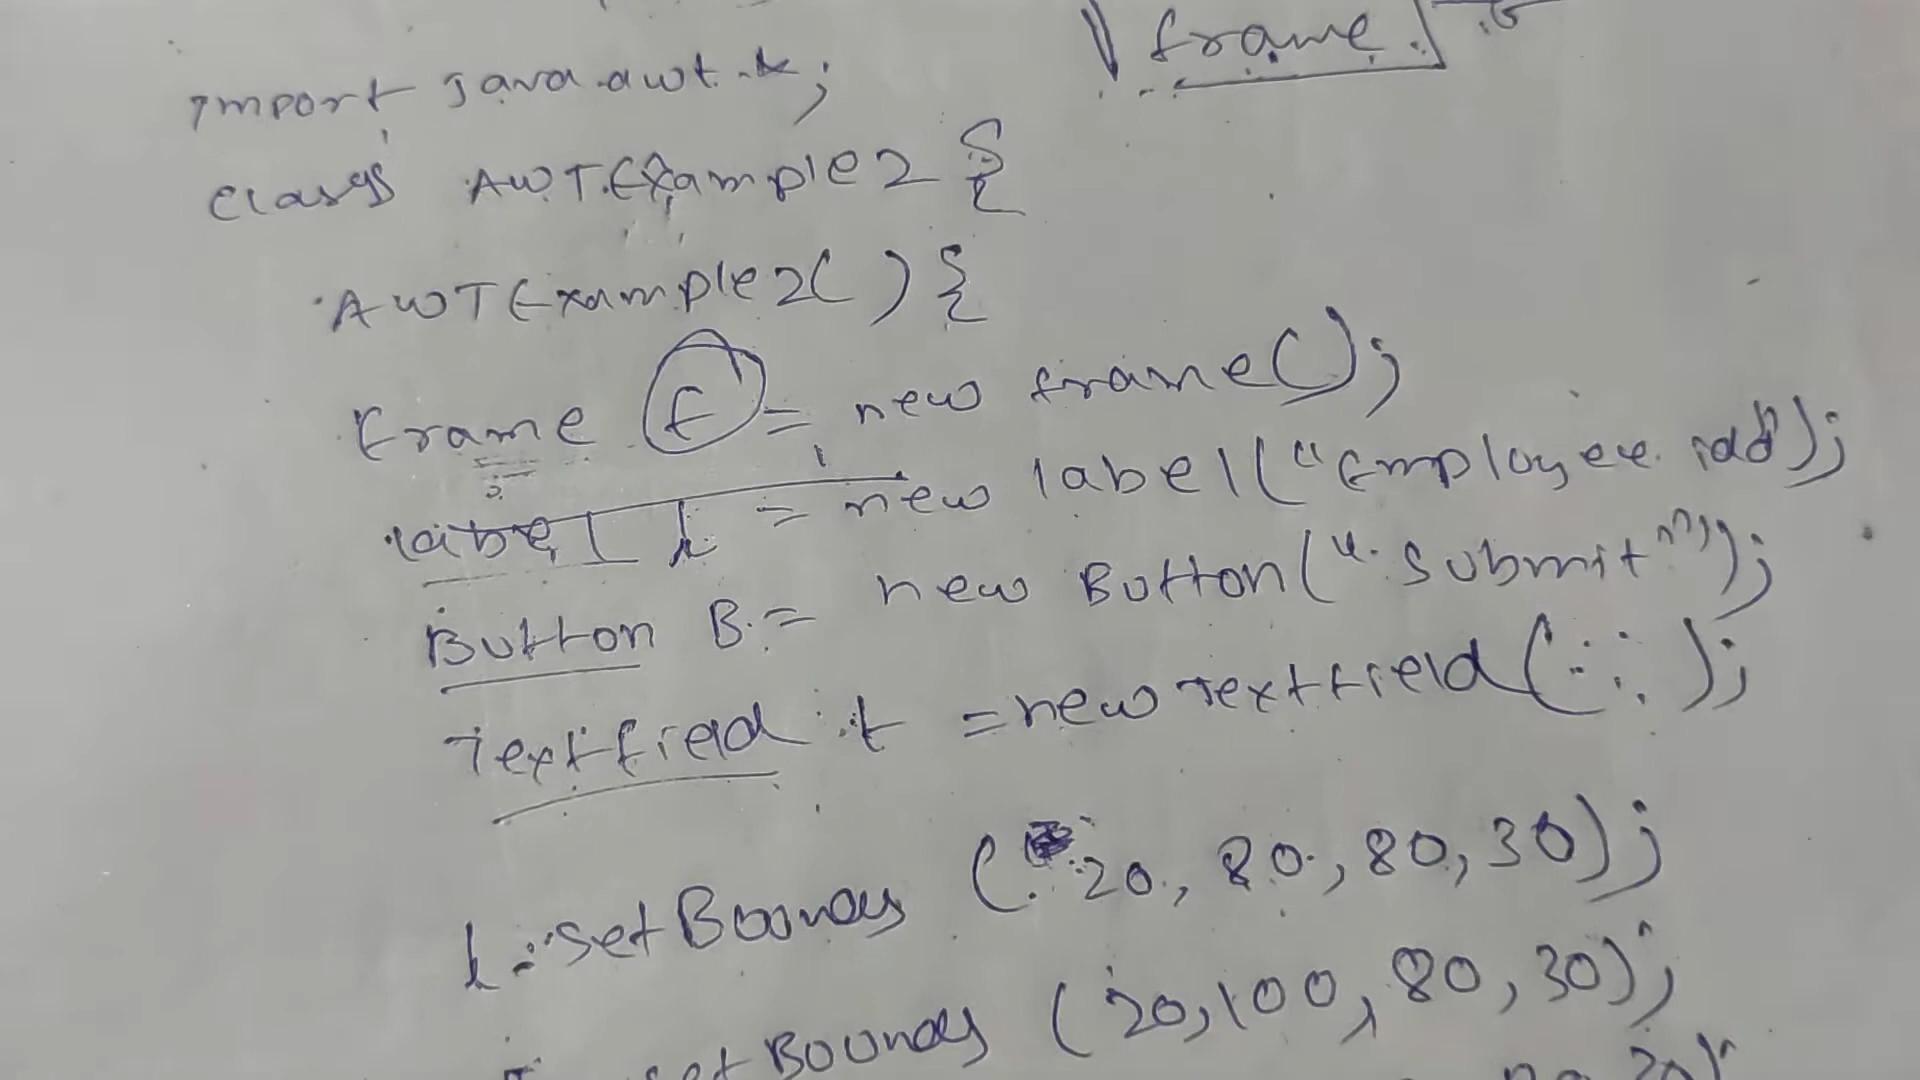 frame.
import java.awt.*;
class AWTExample2 {
AWTExample2() {
Frame f = new frame();
label l = new label("Employee id");
Button B = new Button("Submit");
Textfield t = new Textfield();
l.setBounds (20, 80, 80, 30);
setBounds (20,100, 80, 30);